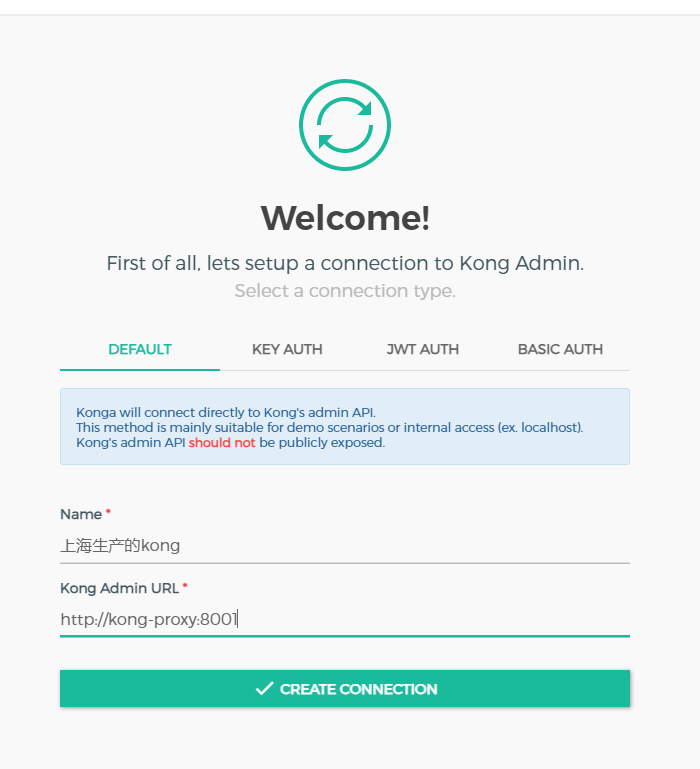 Welcome!
First of all, lets setup a connection to Kong Admin.
Select a connection type.
DEFAULT KEY AUTH JWT AUTH BASIC AUTH
Konga will connect directly to Kong's admin API.
This method is mainly suitable for demo scenarios or internal access (ex. localhost).
Kong's admin API should not be publicly exposed.
Name *
上海生产的kong
Kong Admin URL *
http://kong-proxy:8001
CREATE CONNECTION